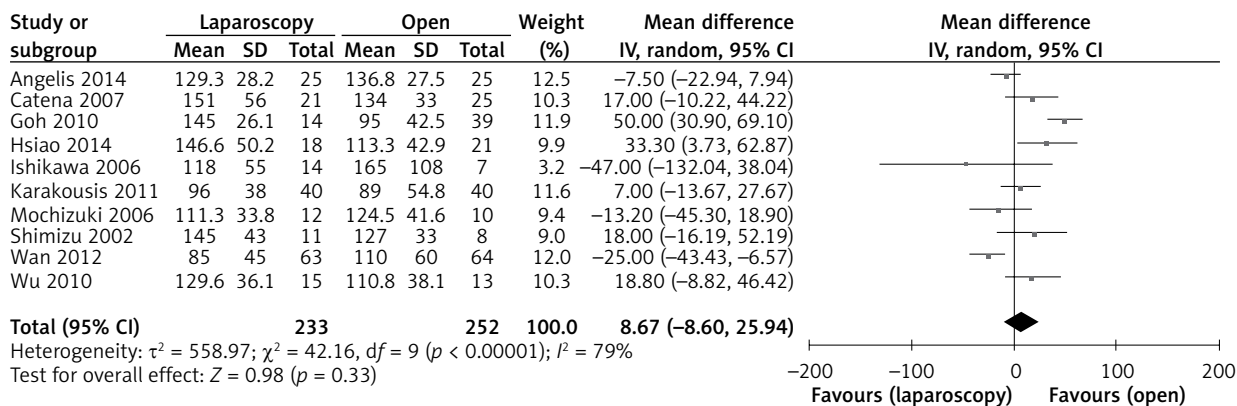 Study or Laparoscopy Open Weight Mean difference Mean difference
subgroup Mean SD Total Mean SD Total (%) IV, random, 95% CI IV, random, 95% CI
Angelis 2014 129.3 28.2 25 136.8 27.5 25 12.5 –7.50 (–22.94, 7.94)
Catena 2007 151 56 21 134 33 25 10.3 17.00 (–10.22, 44.22)
Goh 2010 145 26.1 14 95 42.5 39 11.9 50.00 (30.90, 69.10)
Hsiao 2014 146.6 50.2 18 113.3 42.9 21 9.9 33.30 (3.73, 62.87)
Ishikawa 2006 118 55 14 165 108 7 3.2 –47.00 (–132.04, 38.04)
Karakousis 2011 96 38 40 89 54.8 40 11.6 7.00 (–13.67, 27.67)
Mochizuki 2006 111.3 33.8 12 124.5 41.6 10 9.4 –13.20 (–45.30, 18.90)
Shimizu 2002 145 43 11 127 33 8 9.0 18.00 (–16.19, 52.19)
Wan 2012 85 45 63 110 60 64 12.0 –25.00 (–43.43, –6.57)
Wu 2010 129.6 36.1 15 110.8 38.1 13 10.3 18.80 (–8.82, 46.42)
Total (95% CI) 233 252 100.0 8.67 (–8.60, 25.94)
Heterogeneity: τ² = 558.97; χ² = 42.16, df = 9 (p < 0.00001); I² = 79%
Test for overall effect: Z = 0.98 (p = 0.33)
–200 –100 0 100 200
Favours (laparoscopy) Favours (open)